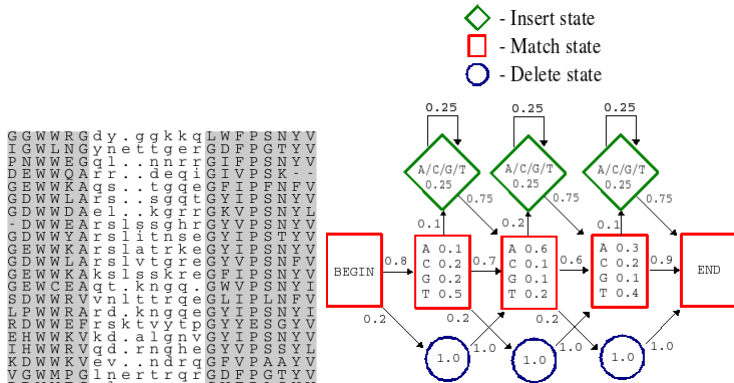 - Insert state
- Match state
- Delete state
GGWWRGdy.ggkkqLWFPSNYV
IGWLNGynettgerGDFPGTYV
PNWWEGql..nnrrGIFPSNYV
DEWWQArr..deqiGIVPSK--
GEWWKAqs..tgqeGFIPFNFV
GDWWLArs..sgqtGYIPSNYV
GDWWDAel..kgrrGKVPSNYL
-DWWEArslssghrGYVPSNYV
GDWWYArslitnseGYIPSTYV
GEWWKArslatrkeGYIPSNYV
GDWWLArslvtgreGYVPSNFV
GEWWKAkslsskreGFIPSNYV
GEWCEAqt.kngq.GWVPSNYI
SDWWRVvnlttrqeGLIPLNFV
LPWWRArd.kngqeGYIPSNYI
RDWWEFrsktvytpGYYESGYV
EHWWKVkd.algnvGYIPSNYV
IHWWRVqd.rnqheGYVPSSYL
KDWWKVev..ndrqGFVPAAYV
VGWMPGlnertrqrGDFPGTYV
0.25 0.25 0.25
A/C/G/T 0.25
A/C/G/T 0.25
A/C/G/T 0.25
0.75 0.75 0.75
0.1 0.2 0.1
BEGIN
0.8
A 0.1
C 0.2
G 0.2
T 0.5
0.7
A 0.6
C 0.1
G 0.1
T 0.2
0.6
A 0.3
C 0.2
G 0.1
T 0.4
0.9
END
0.2 0.2 0.2
1.0 1.0 1.0
1.0 1.0 1.0